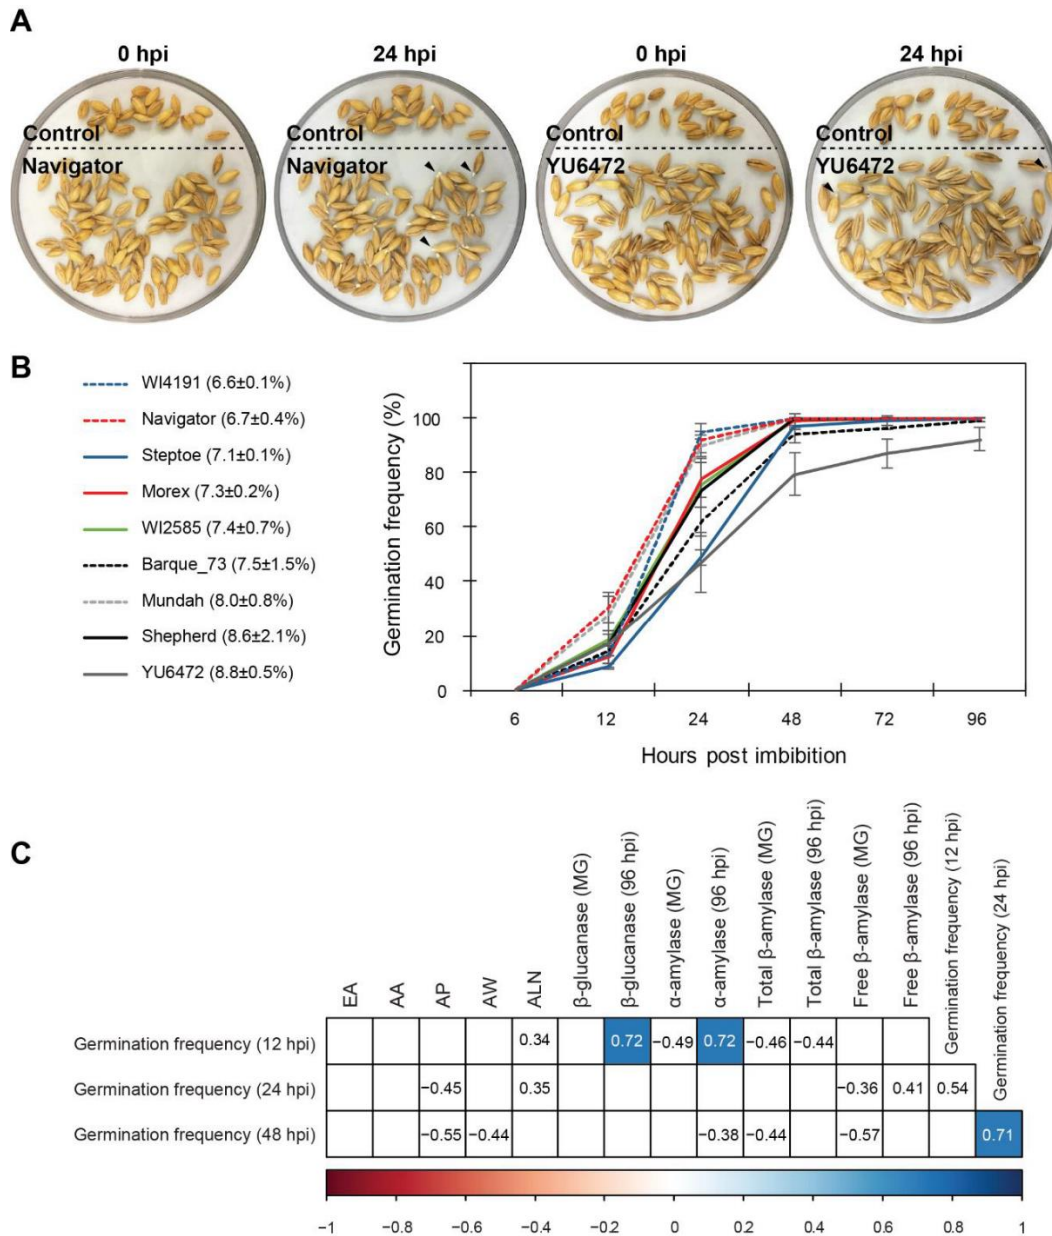 A
0 hpi 24 hpi 0 hpi 24 hpi
Control Control Control Control
Navigator Navigator YU6472 YU6472
B
WI4191 (6.6±0.1%)
Navigator (6.7±0.4%)
Steptoe (7.1±0.1%)
Morex (7.3±0.2%)
WI2585 (7.4±0.7%)
Barque_73 (7.5±1.5%)
Mundah (8.0±0.8%)
Shepherd (8.6±2.1%)
YU6472 (8.8±0.5%)
Germination frequency (%)
100
80
60
40
20
0
6 12 24 48 72 96
Hours post imbibition
C
EA
AA
AP
AW
ALN
β-glucanase (MG)
β-glucanase (96 hpi)
α-amylase (MG)
α-amylase (96 hpi)
Total β-amylase (MG)
Total β-amylase (96 hpi)
Free β-amylase (MG)
Free β-amylase (96 hpi)
Germination frequency (12 hpi)
Germination frequency (24 hpi)
Germination frequency (12 hpi) 0.34 0.72 −0.49 0.72 −0.46 −0.44
Germination frequency (24 hpi) −0.45 0.35 −0.36 0.41 0.54
Germination frequency (48 hpi) −0.55 −0.44 −0.38 −0.44 −0.57 0.71
−1 −0.8 −0.6 −0.4 −0.2 0 0.2 0.4 0.6 0.8 1